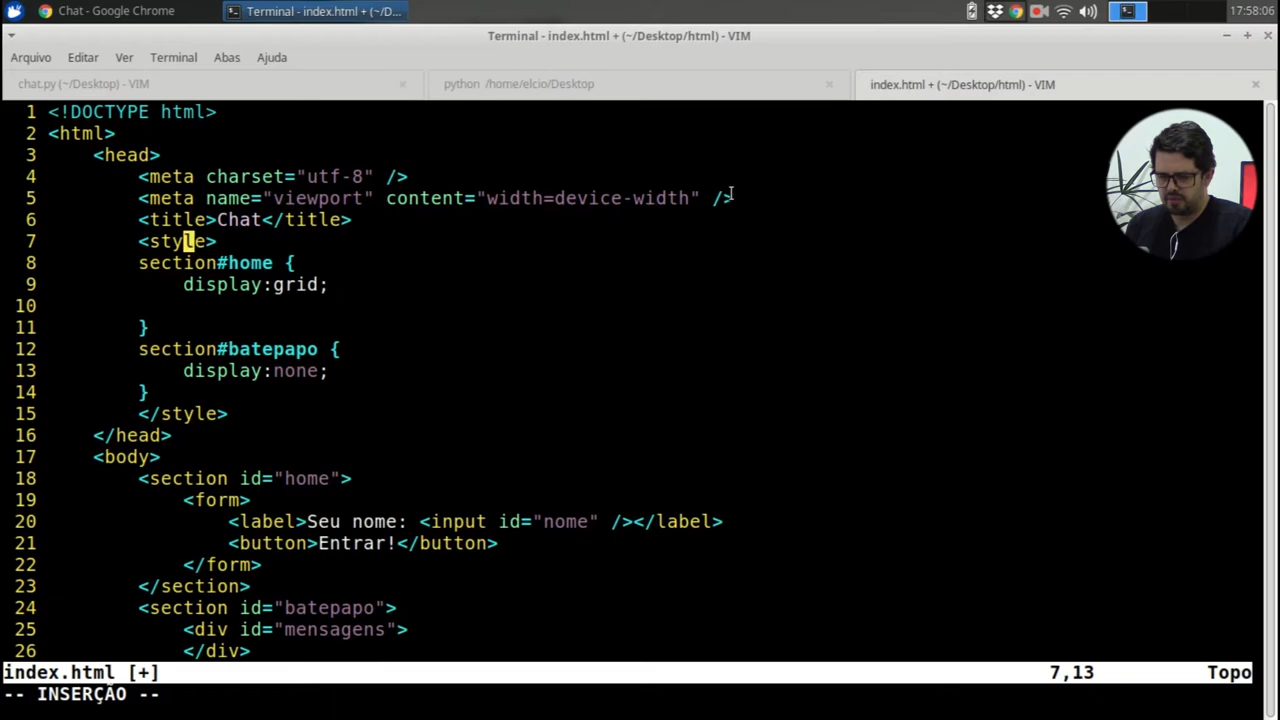 Chat - Google Chrome
Terminal - index.html + (~/D...
17:58:06
Terminal - index.html + (~/Desktop/html) - VIM
Arquivo Editar Ver Terminal Abas Ajuda
chat.py (~/Desktop) - VIM
python /home/elcio/Desktop
index.html + (~/Desktop/html) - VIM
1 <!DOCTYPE html>
2 <html>
3     <head>
4         <meta charset="utf-8" />
5         <meta name="viewport" content="width=device-width" />
6         <title>Chat</title>
7         <style>
8         section#home {
9             display:grid;
10
11         }
12         section#batepapo {
13             display:none;
14         }
15         </style>
16     </head>
17     <body>
18         <section id="home">
19             <form>
20                 <label>Seu nome: <input id="nome" /></label>
21                 <button>Entrar!</button>
22             </form>
23         </section>
24         <section id="batepapo">
25             <div id="mensagens">
26             </div>
index.html [+] 7,13 Topo
-- INSERÇÃO --